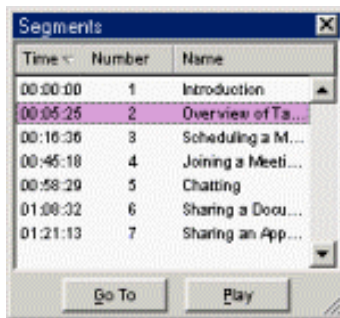 Segments
Time Number Name
00:00:00 1 Introduction
00:05:25 2 Overview of Ta...
00:16:36 3 Scheduling a M...
00:45:18 4 Joining a Meeti...
00:58:29 5 Chatting
01:08:32 6 Sharing a Docu...
01:21:13 7 Sharing an App...
Go To Play